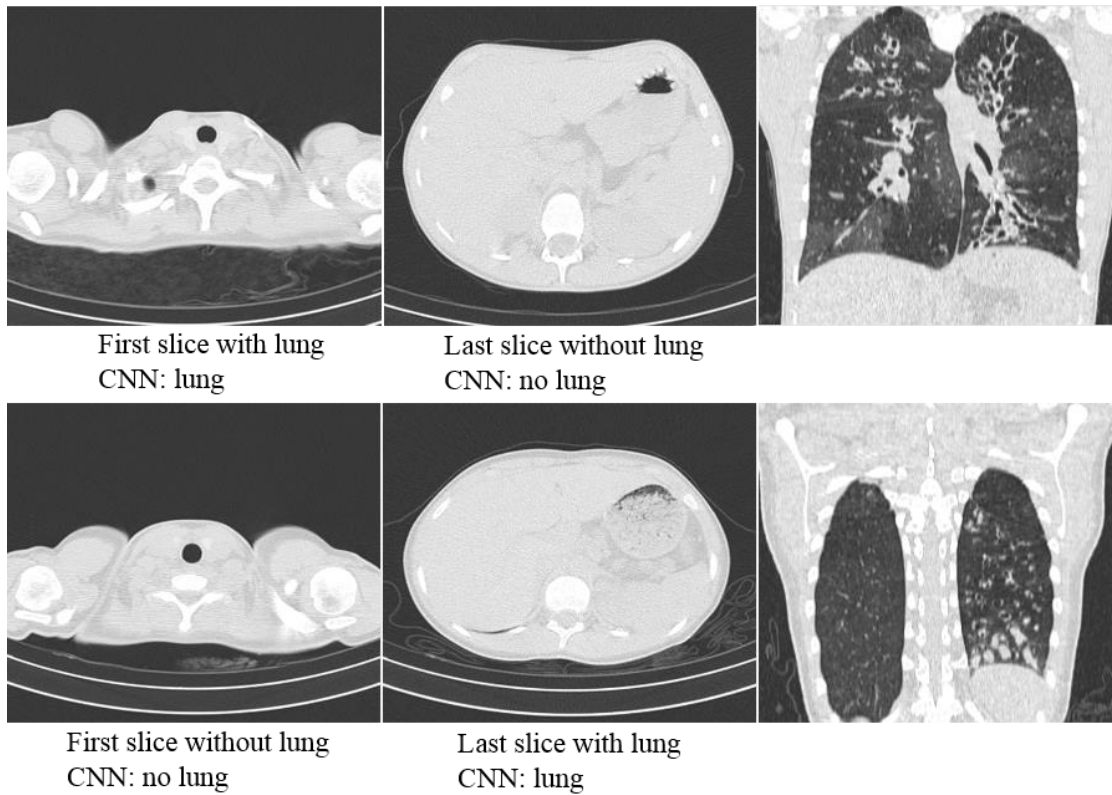 First slice with lung
CNN: lung
Last slice without lung
CNN: no lung
First slice without lung
CNN: no lung
Last slice with lung
CNN: lung